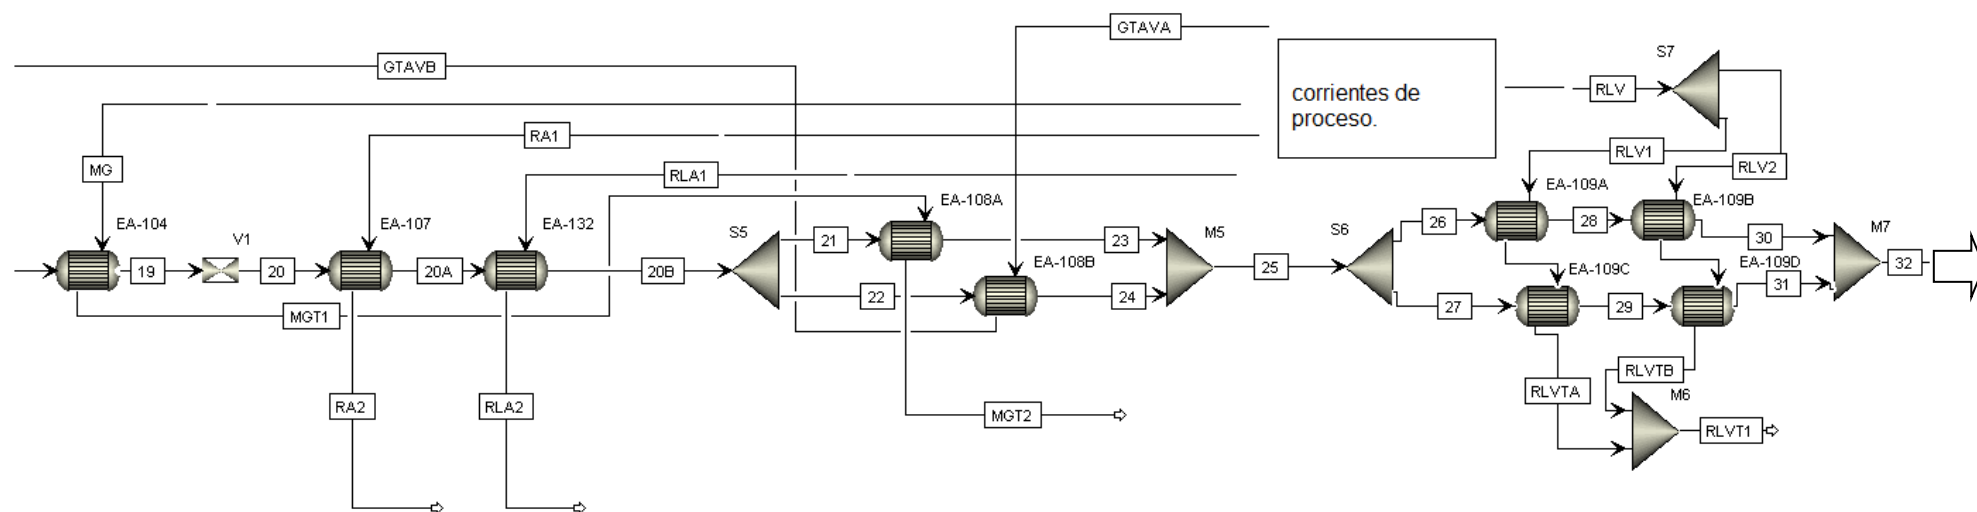 GTAVA
S7
GTAVB
corrientes de
proceso.
RLV
RA1
RLV1
MG
RLA1
RLV2
EA-108A
EA-109A
EA-109B
EA-104
V1
EA-107
EA-132
S5
21
23
M5
S6
26
28
30
M7
19
20
20A
20B
EA-108B
25
EA-109C
EA-109D
32
22
24
27
29
31
MGT1
RLVTB
RA2
RLA2
MGT2
RLVTA
M6
RLVT1